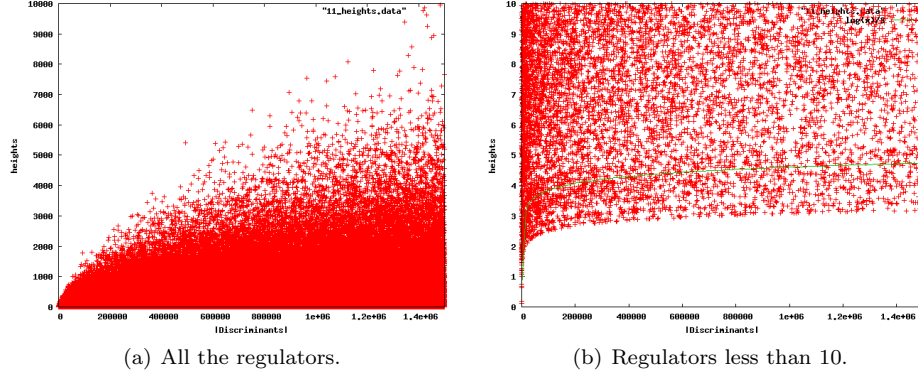 "11_heights.data"
10000
9000
8000
7000
6000
5000
4000
3000
2000
1000
0
heights
0 200000 400000 600000 800000 1e+06 1.2e+06 1.4e+06
|Discriminants|
(a) All the regulators.
10
9
8
7
6
5
4
3
2
1
0
heights
0 200000 400000 600000 800000 1e+06 1.2e+06 1.4e+06
|Discriminants|
(b) Regulators less than 10.